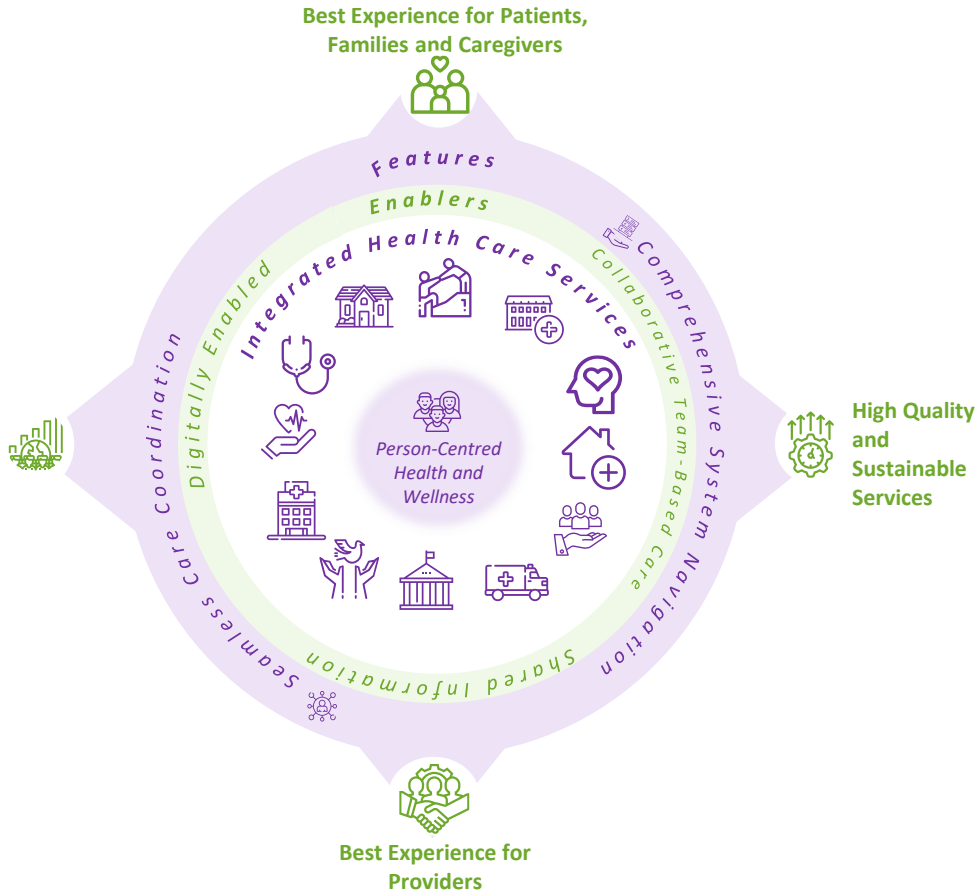 Best Experience for Patients,
Families and Caregivers
Features
Enablers
Integrated Health Care Services
Digitally Enabled
Collaborative Team-Based Care
Shared Information
Seamless Care Coordination
Comprehensive System Navigation
Person-Centred
Health and
Wellness
High Quality
and
Sustainable
Services
Best Experience for
Providers